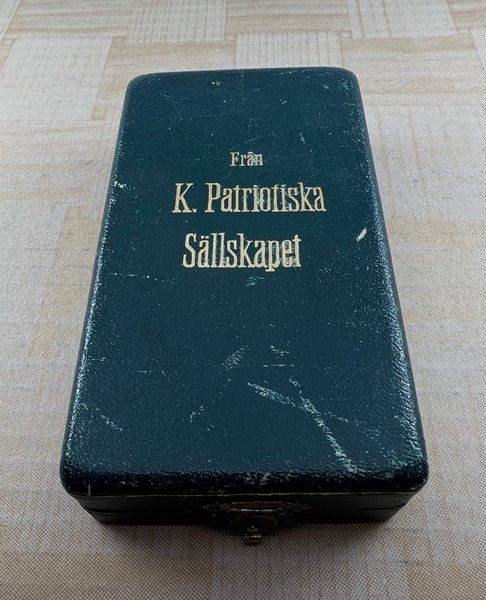 Från
K. Patriotiska
Sällskapet